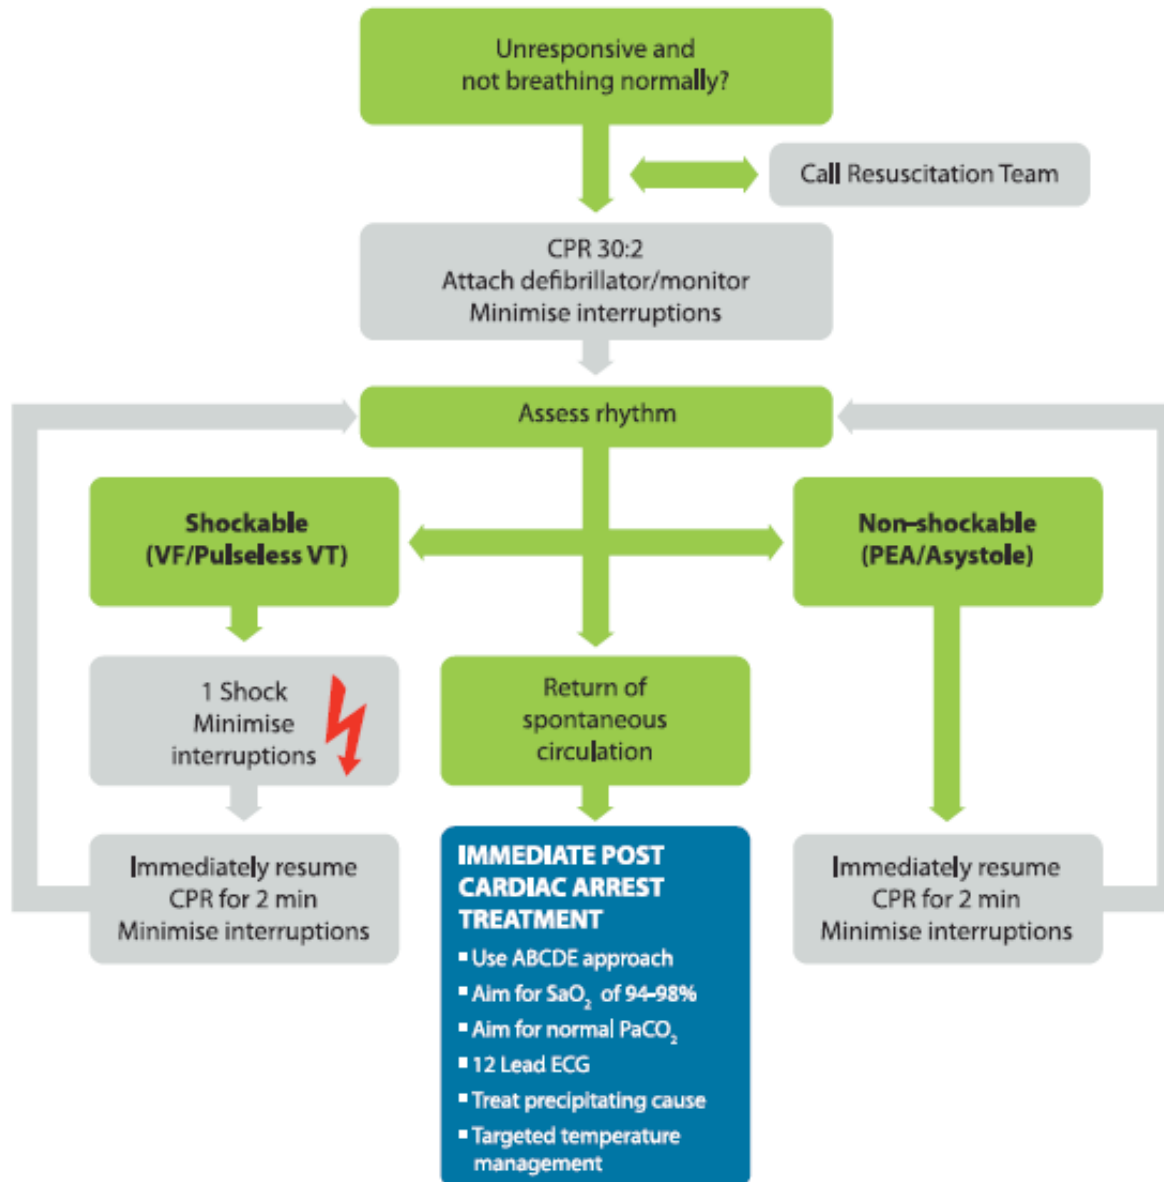 Unresponsive and
not breathing normally?
Call Resuscitation Team
CPR 30:2
Attach defibrillator/monitor
Minimise interruptions
Assess rhythm
Shockable
(VF/Pulseless VT)
Non-shockable
(PEA/Asystole)
1 Shock
Minimise
interruptions
Return of
spontaneous
circulation
Immediately resume
CPR for 2 min
Minimise interruptions
IMMEDIATE POST
CARDIAC ARREST
TREATMENT
▪ Use ABCDE approach
▪ Aim for SaO₂ of 94-98%
▪ Aim for normal PaCO₂
▪ 12 Lead ECG
▪ Treat precipitating cause
▪ Targeted temperature
management
Immediately resume
CPR for 2 min
Minimise interruptions